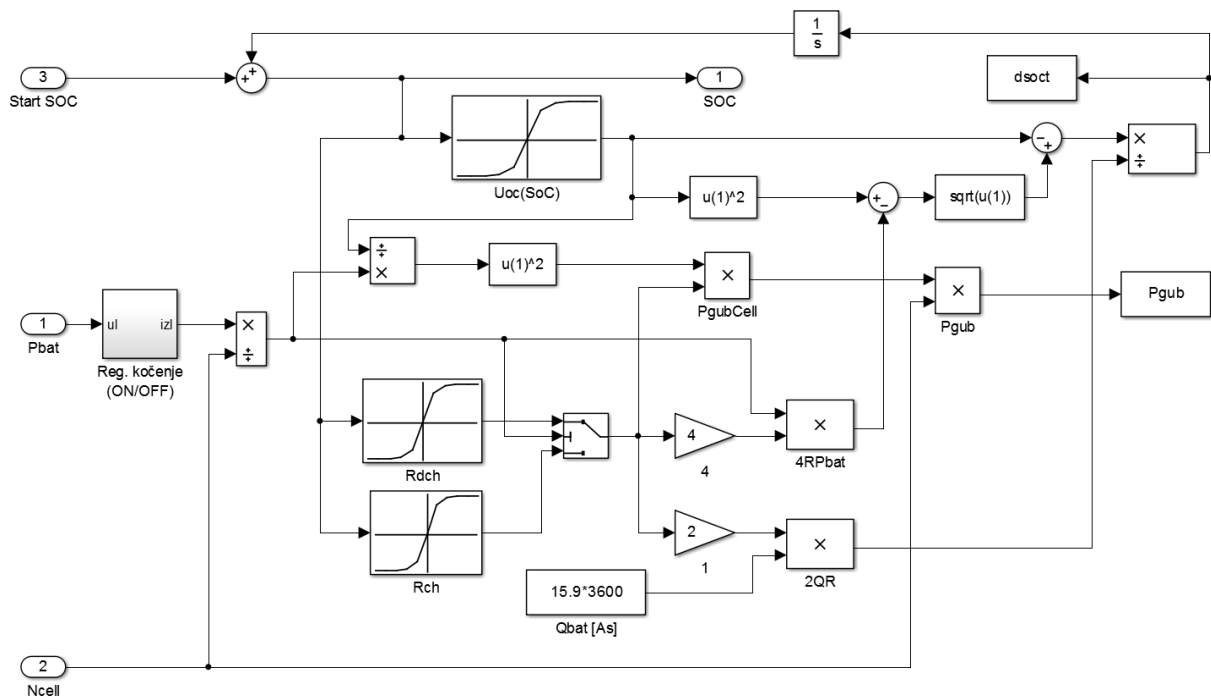 1
s
3
Start SOC
+
+
1
SOC
dsoct
Uoc(SoC)
-
+
×
÷
u(1)^2
+
-
sqrt(u(1))
÷
×
u(1)^2
×
PgubCell
×
Pgub
Pgub
1
Pbat
ul
izl
Reg. kočenje
(ON/OFF)
×
÷
Rdch
4
4
×
4RPbat
Rch
2
1
×
2QR
15.9*3600
Qbat [As]
2
Ncell